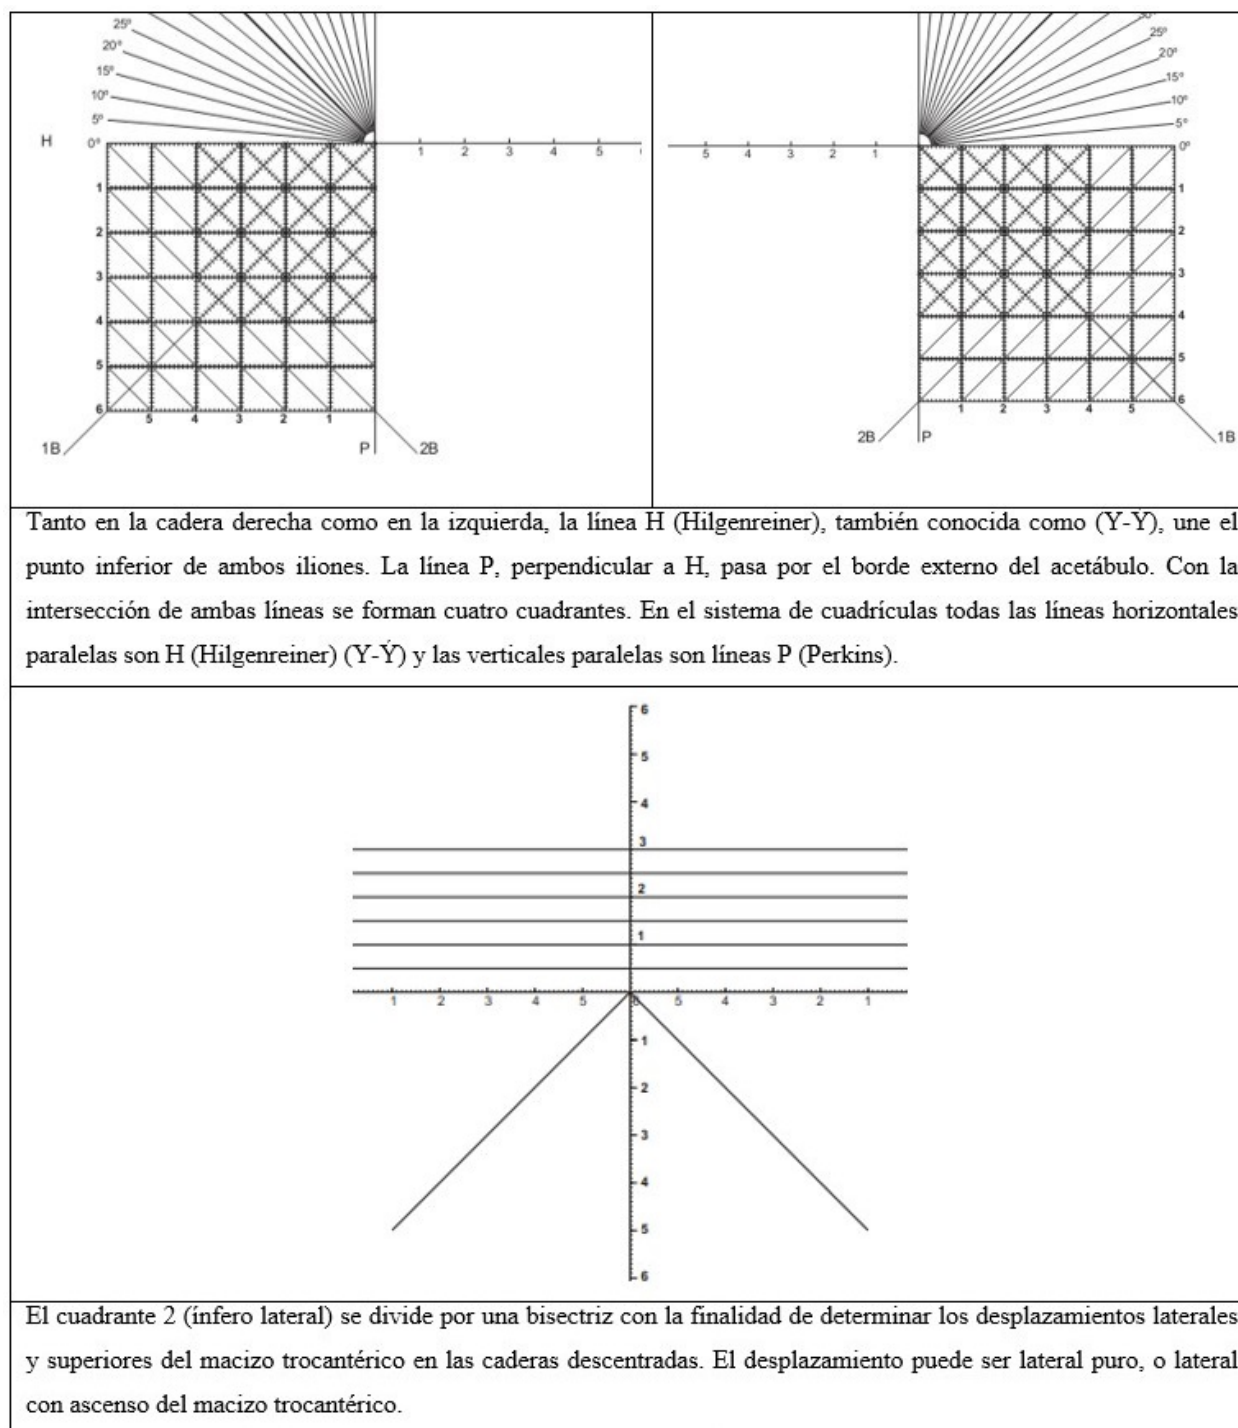 25º
20º
15º
10º
5º
H 0º
1 2 3 4 5
1
2
3
4
5
6
5 4 3 2 1
1B P 2B
25º
20º
15º
10º
5º
5 4 3 2 1 0º
1
2
3
4
5
6
1 2 3 4 5
2B P 1B
Tanto en la cadera derecha como en la izquierda, la línea H (Hilgenreiner), también conocida como (Y-Ý), une el
punto inferior de ambos iliones. La línea P, perpendicular a H, pasa por el borde externo del acetábulo. Con la
intersección de ambas líneas se forman cuatro cuadrantes. En el sistema de cuadrículas todas las líneas horizontales
paralelas son H (Hilgenreiner) (Y-Ý) y las verticales paralelas son líneas P (Perkins).
6
5
4
3
2
1
1 2 3 4 5 5 4 3 2 1
1
2
3
4
5
6
El cuadrante 2 (ínfero lateral) se divide por una bisectriz con la finalidad de determinar los desplazamientos laterales
y superiores del macizo trocantérico en las caderas descentradas. El desplazamiento puede ser lateral puro, o lateral
con ascenso del macizo trocantérico.